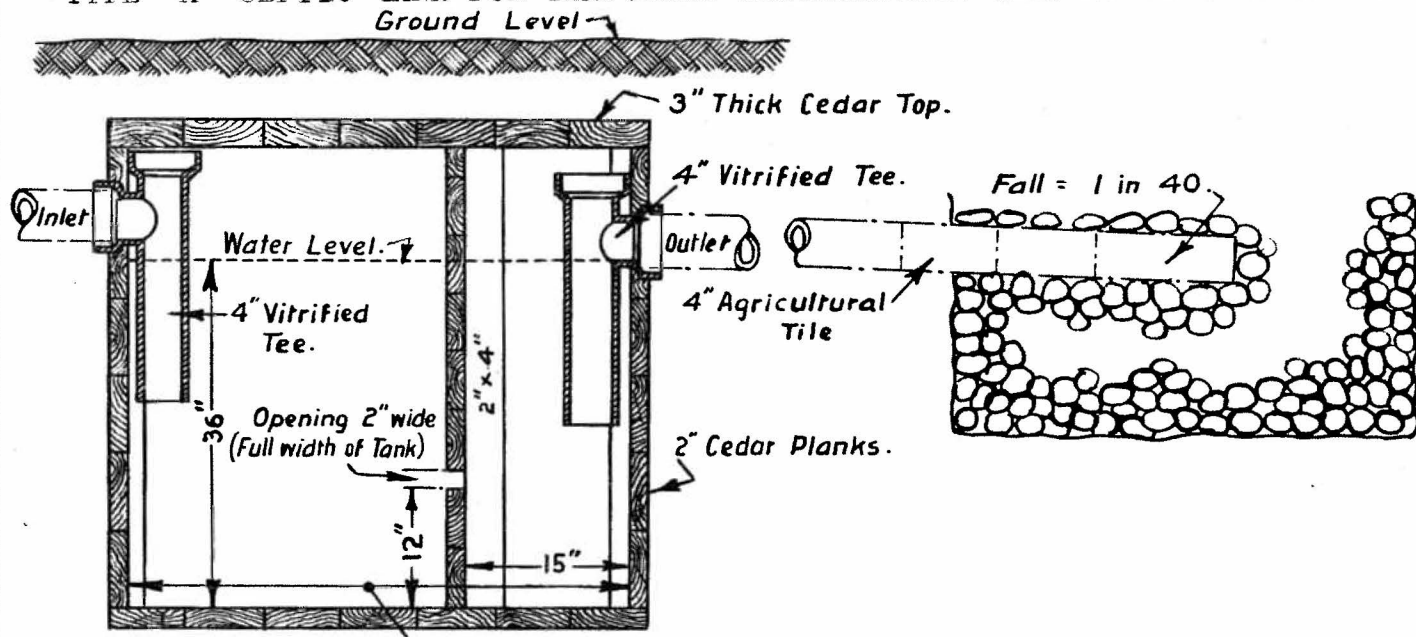 Ground Level
3" Thick Cedar Top.
4" Vitrified Tee.
Fall = 1 in 40.
Inlet
Water Level.
Outlet
4" Vitrified
Tee.
4" Agricultural
Tile
2" x 4"
36"
Opening 2" wide
(Full width of Tank)
2" Cedar Planks.
12"
15"